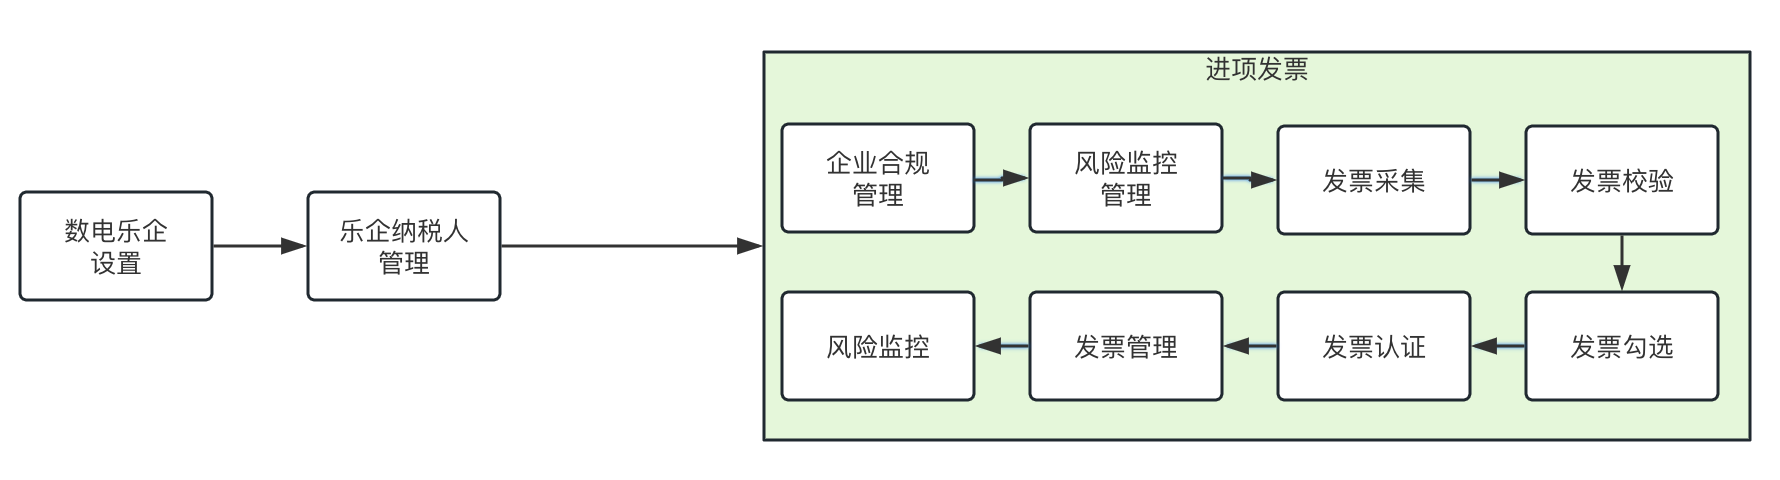 数电乐企
设置
乐企纳税人
管理
进项发票
企业合规
管理
风险监控
管理
发票采集
发票校验
发票勾选
发票认证
发票管理
风险监控